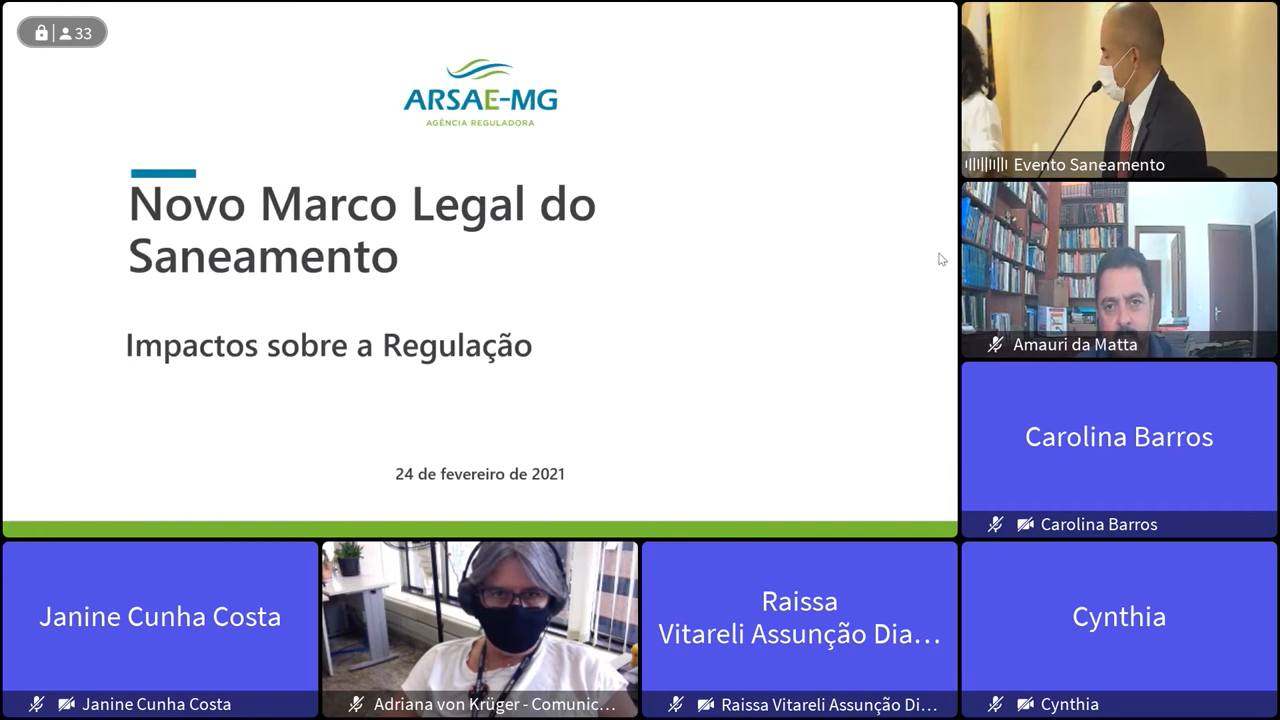 33
ARSAE-MG
AGÊNCIA REGULADORA
Novo Marco Legal do
Saneamento
Impactos sobre a Regulação
24 de fevereiro de 2021
Evento Saneamento
Amauri da Matta
Carolina Barros
Carolina Barros
Janine Cunha Costa
Janine Cunha Costa
Adriana von Krüger - Comunic...
Raissa
Vitareli Assunção Dia...
Raissa Vitareli Assunção Di...
Cynthia
Cynthia